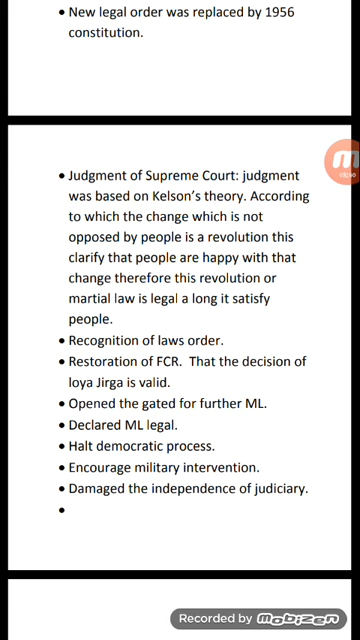 • New legal order was replaced by 1956
constitution.
• Judgment of Supreme Court: judgment
was based on Kelson's theory. According
to which the change which is not
opposed by people is a revolution this
clarify that people are happy with that
change therefore this revolution or
martial law is legal a long it satisfy
people.
• Recognition of laws order.
• Restoration of FCR.  That the decision of
loya Jirga is valid.
• Opened the gated for further ML.
• Declared ML legal.
• Halt democratic process.
• Encourage military intervention.
• Damaged the independence of judiciary.
•
Recorded by mobizen